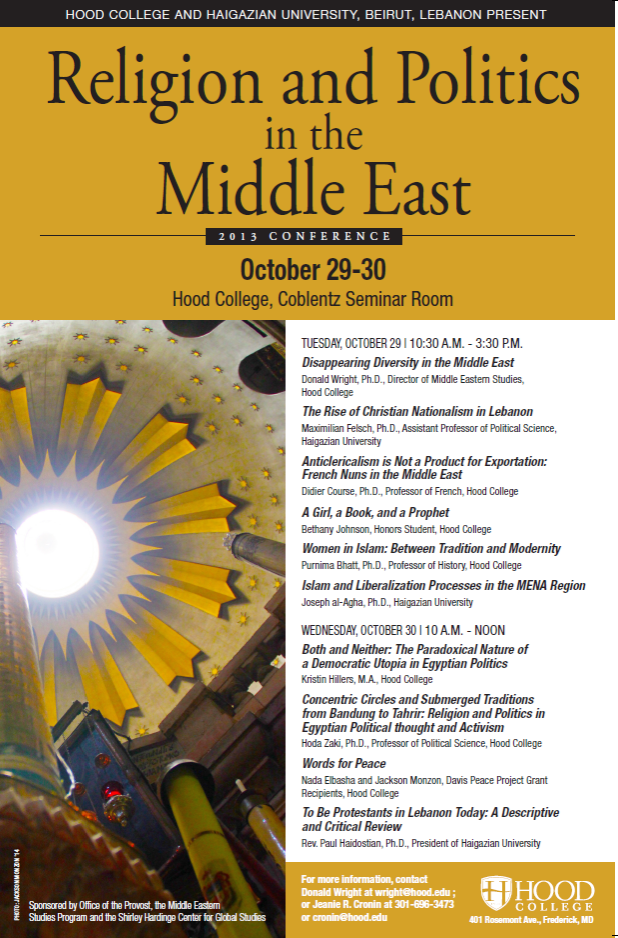 HOOD COLLEGE AND HAIGAZIAN UNIVERSITY, BEIRUT, LEBANON PRESENT
Religion and Politics
in the
Middle East
2013 CONFERENCE
October 29-30
Hood College, Coblentz Seminar Room
TUESDAY, OCTOBER 29 | 10:30 A.M. - 3:30 P.M.
Disappearing Diversity in the Middle East
Donald Wright, Ph.D., Director of Middle Eastern Studies,
Hood College
The Rise of Christian Nationalism in Lebanon
Maximilian Felsch, Ph.D., Assistant Professor of Political Science,
Haigazian University
Anticlericalism is Not a Product for Exportation:
French Nuns in the Middle East
Didier Course, Ph.D., Professor of French, Hood College
A Girl, a Book, and a Prophet
Bethany Johnson, Honors Student, Hood College
Women in Islam: Between Tradition and Modernity
Purnima Bhatt, Ph.D., Professor of History, Hood College
Islam and Liberalization Processes in the MENA Region
Joseph al-Agha, Ph.D., Haigazian University
WEDNESDAY, OCTOBER 30 | 10 A.M. - NOON
Both and Neither: The Paradoxical Nature of
a Democratic Utopia in Egyptian Politics
Kristin Hillers, M.A., Hood College
Concentric Circles and Submerged Traditions
from Bandung to Tahrir: Religion and Politics in
Egyptian Political thought and Activism
Hoda Zaki, Ph.D., Professor of Political Science, Hood College
Words for Peace
Nada Elbasha and Jackson Monzon, Davis Peace Project Grant
Recipients, Hood College
To Be Protestants in Lebanon Today: A Descriptive
and Critical Review
Rev. Paul Haidostian, Ph.D., President of Haigazian University
PHOTO: JACKSON MONZON '14
Sponsored by Office of the Provost, the Middle Eastern
Studies Program and the Shirley Hardinge Center for Global Studies
For more information, contact
Donald Wright at wright@hood.edu ;
or Jeanie R. Cronin at 301-696-3473
or cronin@hood.edu
H HOOD
COLLEGE
401 Rosemont Ave., Frederick, MD